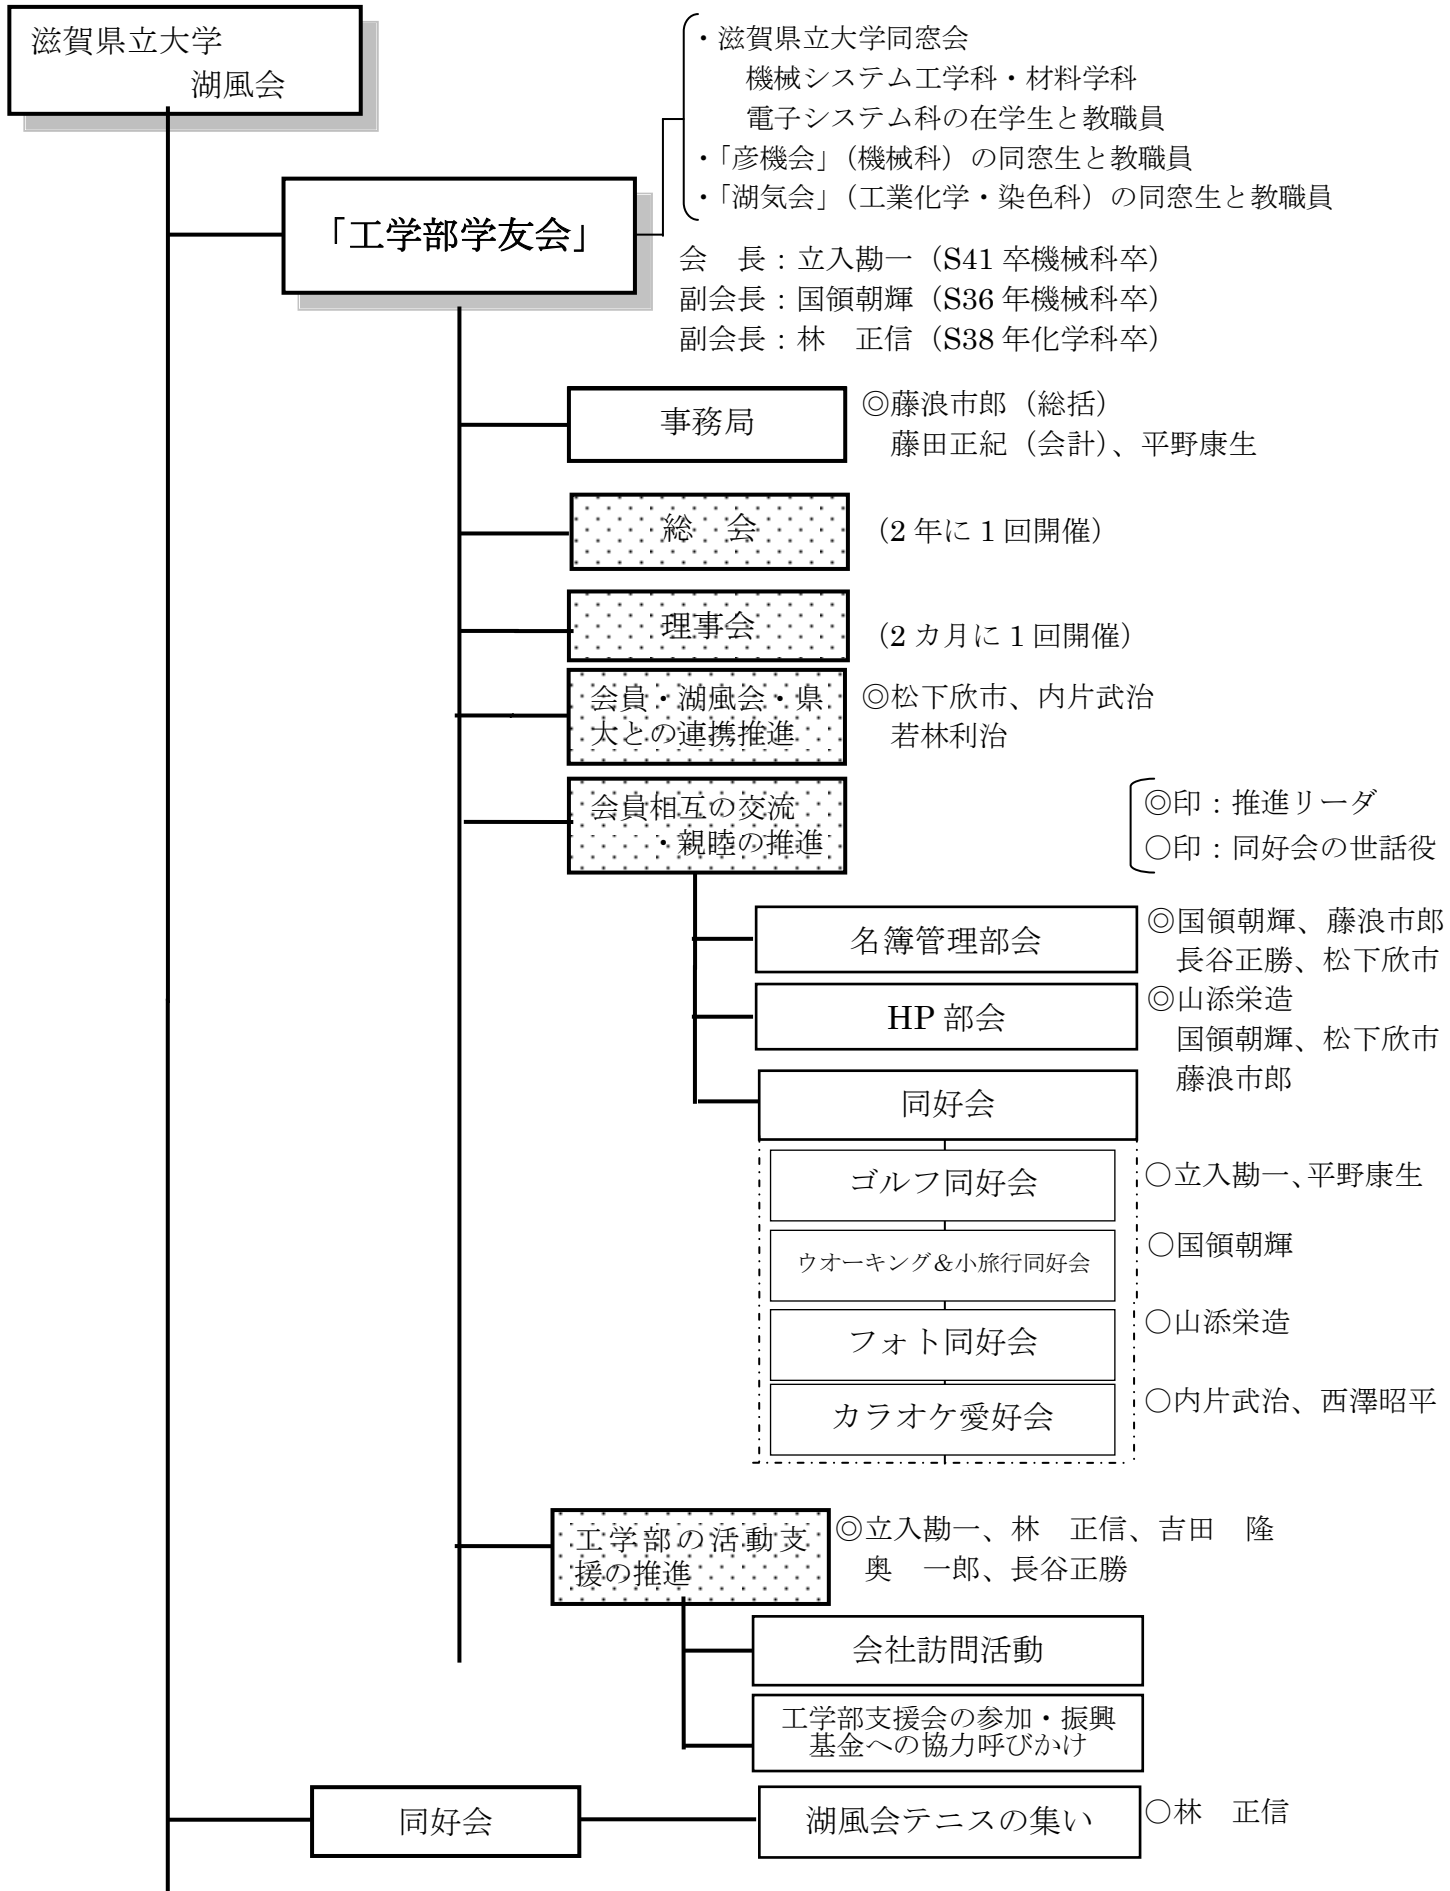 滋賀県立大学
湖風会
・滋賀県立大学同窓会
機械システム工学科・材料学科
電子システム科の在学生と教職員
・「彦機会」（機械科）の同窓生と教職員
・「湖気会」（工業化学・染色科）の同窓生と教職員
「工学部学友会」
会　長：立入勘一（S41 卒機械科卒）
副会長：国領朝輝（S36 年機械科卒）
副会長：林　正信（S38 年化学科卒）
事務局
◎藤浪市郎（総括）
藤田正紀（会計）、平野康生
総　会
（2 年に 1 回開催）
理事会
（2 カ月に 1 回開催）
会員・湖風会・県
大との連携推進
◎松下欣市、内片武治
若林利治
会員相互の交流
・親睦の推進
◎印：推進リーダ
○印：同好会の世話役
名簿管理部会
◎国領朝輝、藤浪市郎
長谷正勝、松下欣市
HP 部会
◎山添栄造
国領朝輝、松下欣市
藤浪市郎
同好会
ゴルフ同好会
○立入勘一、平野康生
ウオーキング＆小旅行同好会
○国領朝輝
フォト同好会
○山添栄造
カラオケ愛好会
○内片武治、西澤昭平
工学部の活動支
援の推進
◎立入勘一、林　正信、吉田　隆
奥　一郎、長谷正勝
会社訪問活動
工学部支援会の参加・振興
基金への協力呼びかけ
同好会
湖風会テニスの集い
○林　正信